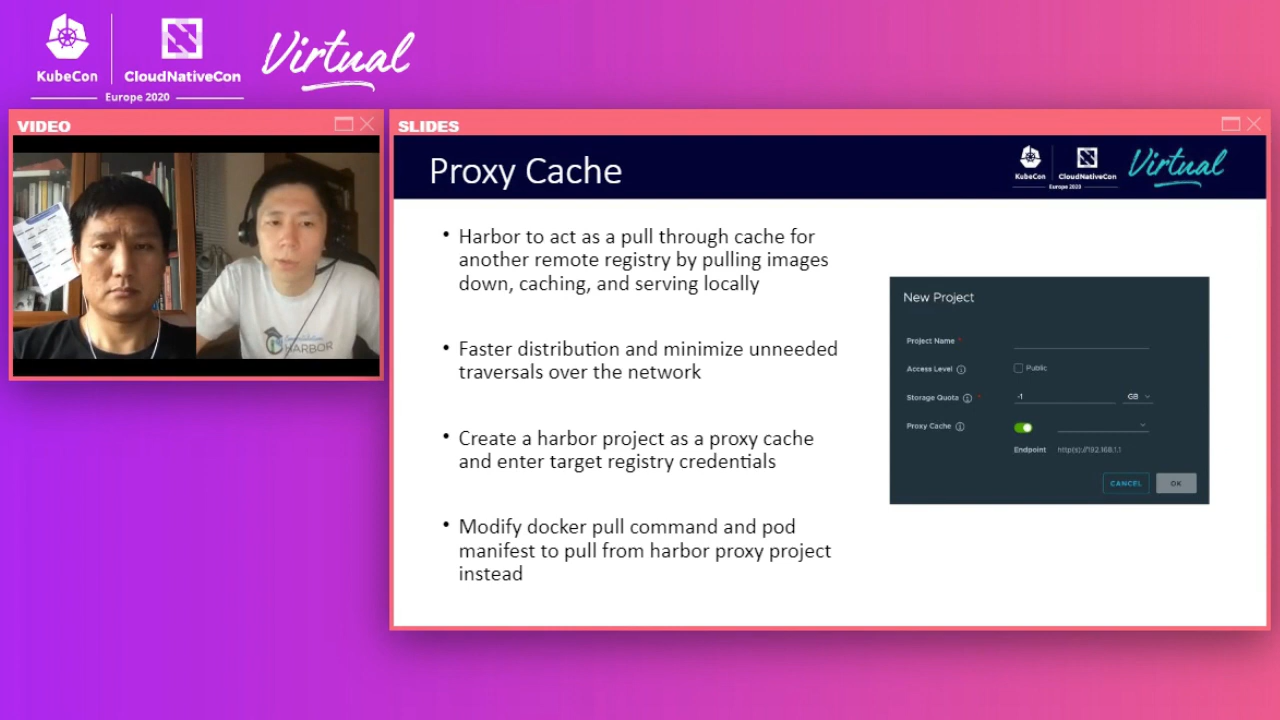 KubeCon
CloudNativeCon
Europe 2020
Virtual
VIDEO
HARBOR
SLIDES
Proxy Cache
KubeCon
CloudNativeCon
Europe 2020
Virtual
• Harbor to act as a pull through cache for
another remote registry by pulling images
down, caching, and serving locally
• Faster distribution and minimize unneeded
traversals over the network
• Create a harbor project as a proxy cache
and enter target registry credentials
• Modify docker pull command and pod
manifest to pull from harbor proxy project
instead
New Project
Project Name *
Access Level Public
Storage Quota * -1 GB
Proxy Cache
Endpoint http(s)://192.168.1.1
CANCEL OK